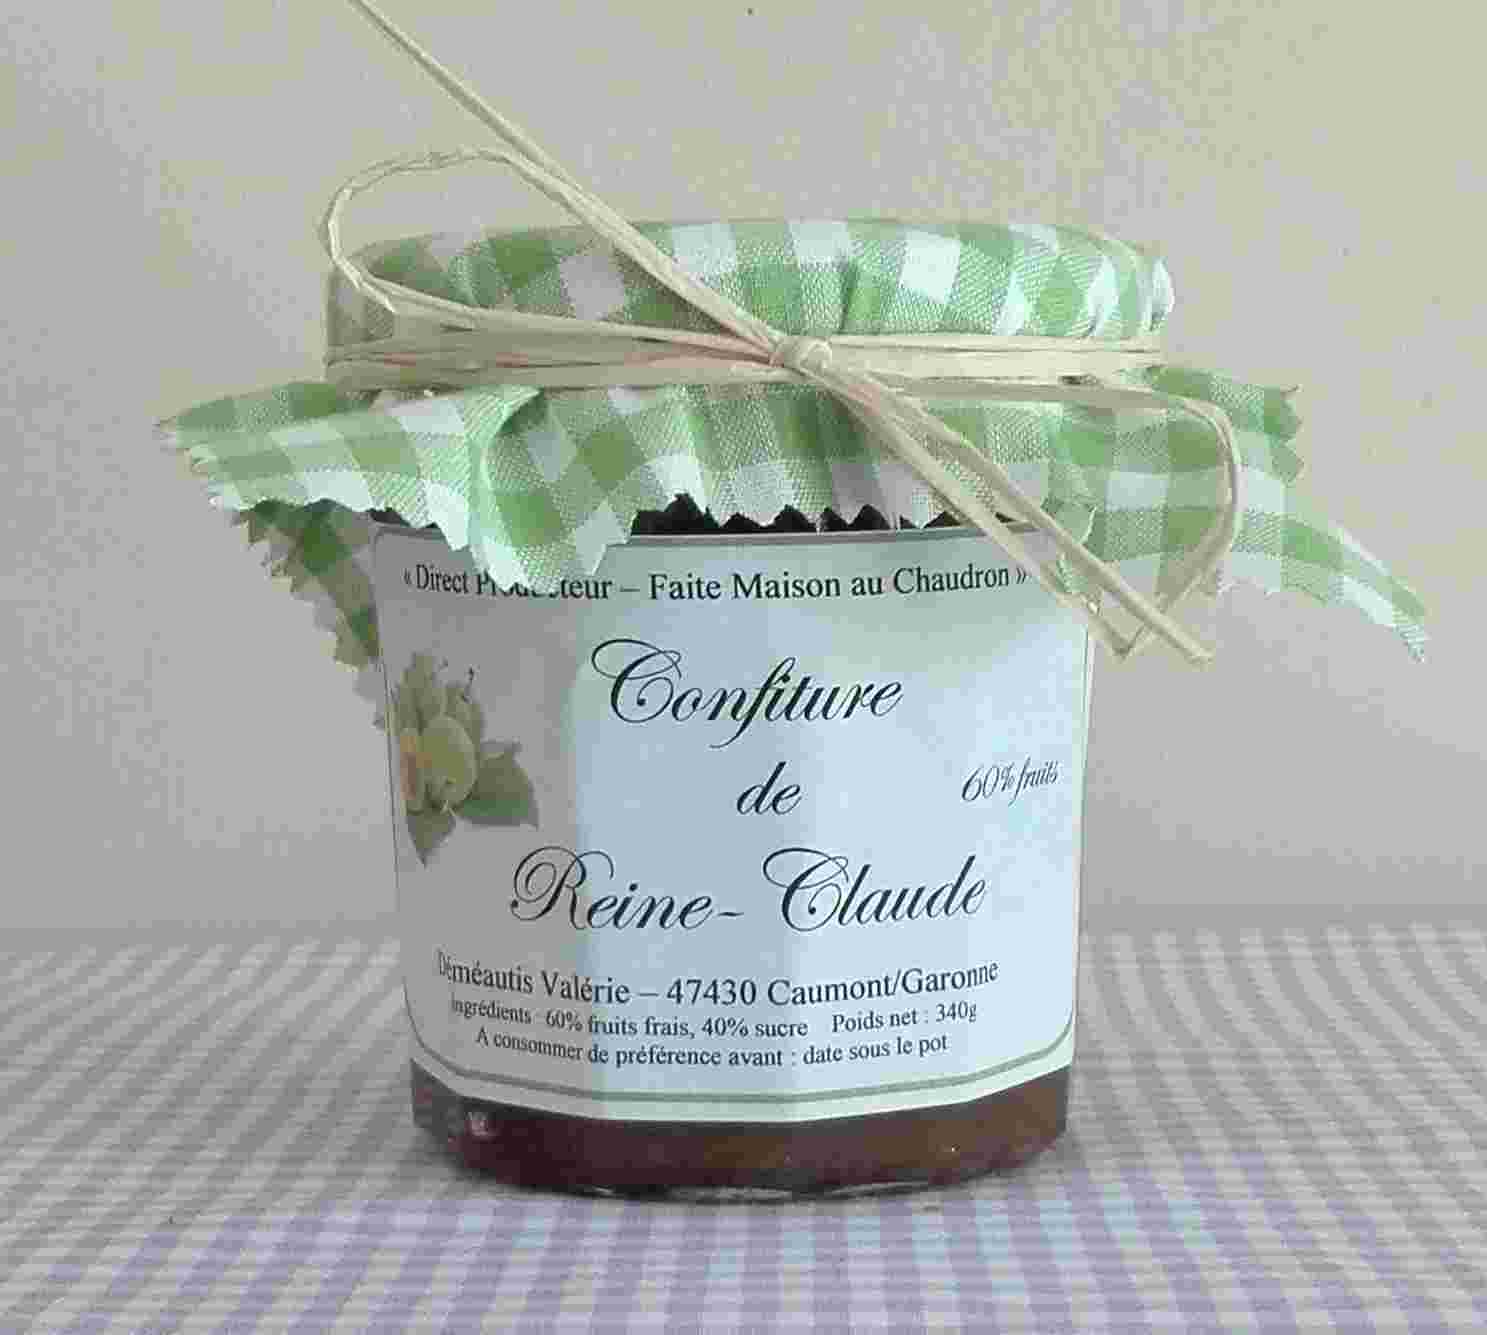 « Direct Producteur – Faite Maison au Chaudron »
Confiture
de
60% fruits
Reine-Claude
Déméautis Valérie – 47430 Caumont/Garonne
Ingrédients : 60% fruits frais, 40% sucre Poids net : 340g
A consommer de préférence avant : date sous le pot